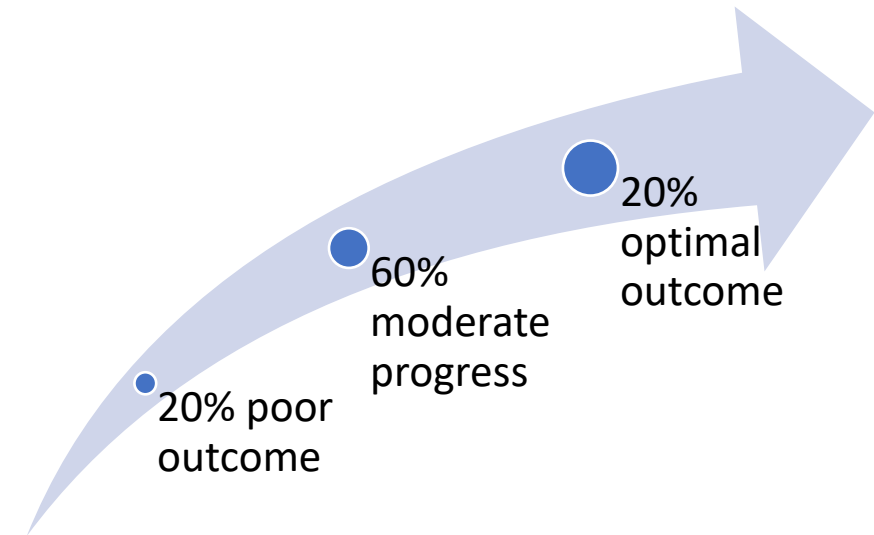 20% poor
outcome
60%
moderate
progress
20%
optimal
outcome